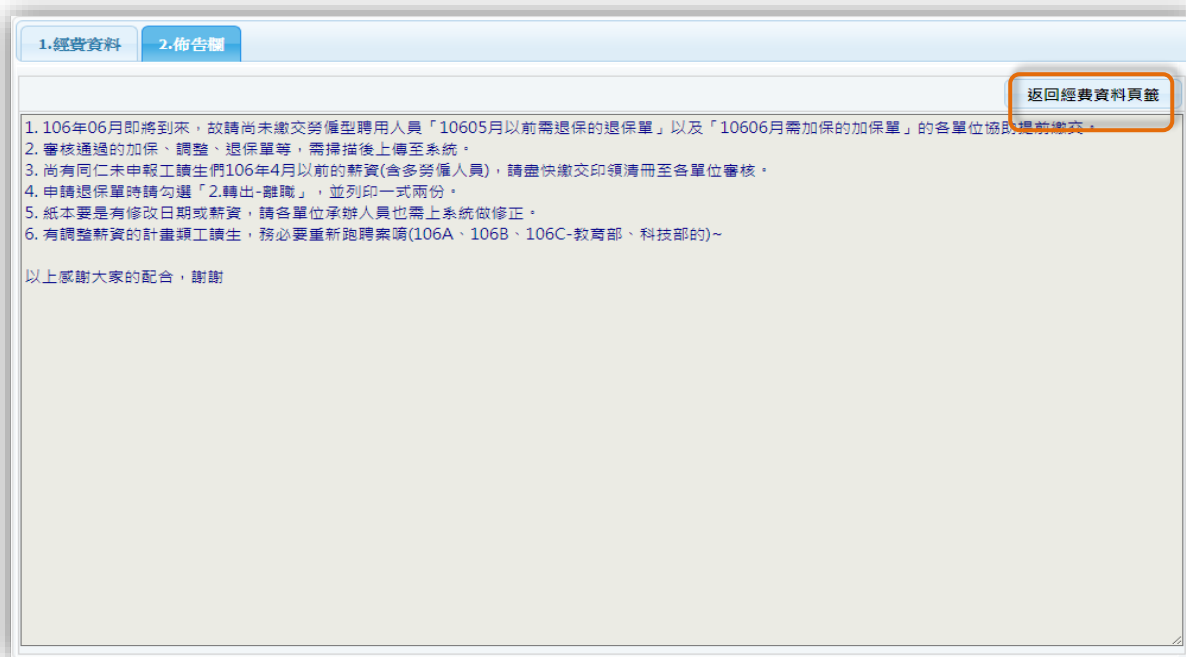 1.經費資料 2.佈告欄
返回經費資料頁籤
1. 106年06月即將到來，故請尚未繳交勞僱型聘用人員「10605月以前需退保的退保單」以及「10606月需加保的加保單」的各單位協助提前繳交。
2. 審核通過的加保、調整、退保單等，需掃描後上傳至系統。
3. 尚有同仁未申報工讀生們106年4月以前的薪資(含多勞僱人員)，請盡快繳交印領清冊至各單位審核。
4. 申請退保單時請勾選「2.轉出-離職」，並列印一式兩份。
5. 紙本要是有修改日期或薪資，請各單位承辦人員也需上系統做修正。
6. 有調整薪資的計畫類工讀生，務必要重新跑聘案唷(106A、106B、106C-教育部、科技部的)~
以上感謝大家的配合，謝謝